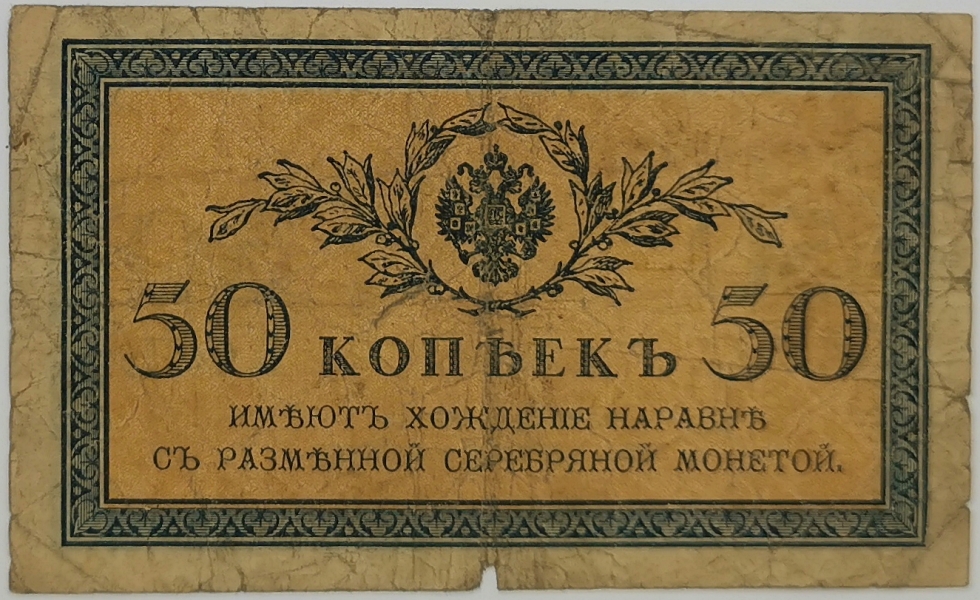 50 КОПѢЕКЪ 50
ИМѢЮТЪ ХОЖДЕНІЕ НАРАВНѢ
СЪ РАЗМѢННОЙ СЕРЕБРЯНОЙ МОНЕТОЙ.